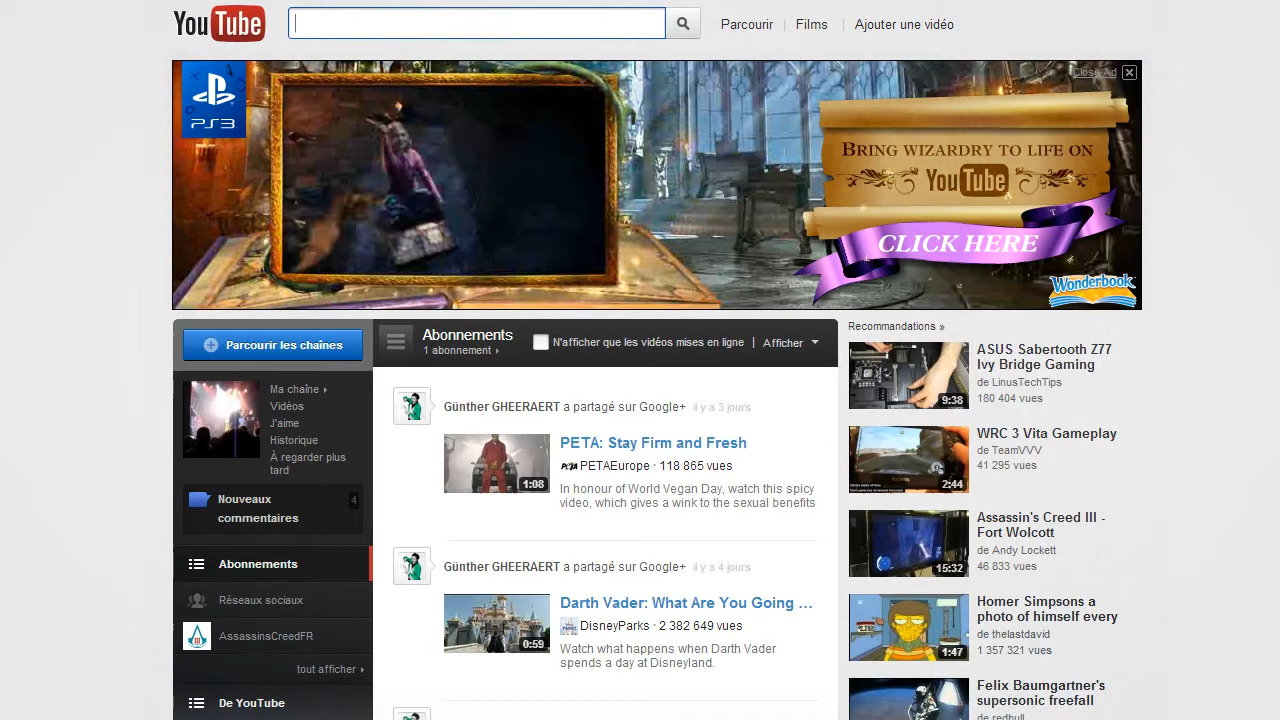 YouTube
Parcourir
Films
Ajouter une vidéo
PS3
Close Ad
BRING WIZARDRY TO LIFE ON
YouTube
CLICK HERE
Wonderbook
Parcourir les chaînes
Ma chaîne
Vidéos
J'aime
Historique
À regarder plus
tard
Nouveaux
commentaires
4
Abonnements
Réseaux sociaux
AssassinsCreedFR
tout afficher
De YouTube
Abonnements
1 abonnement
N'afficher que les vidéos mises en ligne | Afficher
Günther GHEERAERT a partagé sur Google+ il y a 3 jours
1:08
PETA: Stay Firm and Fresh
PETA PETAEurope · 118 865 vues
In honour of World Vegan Day, watch this spicy
video, which gives a wink to the sexual benefits
Günther GHEERAERT a partagé sur Google+ il y a 4 jours
0:59
Darth Vader: What Are You Going ...
DisneyParks · 2 382 649 vues
Watch what happens when Darth Vader
spends a day at Disneyland.
Recommandations »
9:38
ASUS Sabertooth Z77
Ivy Bridge Gaming
de LinusTechTips
180 404 vues
2:44
WRC 3 Vita Gameplay
de TeamVVV
41 295 vues
15:32
Assassin's Creed III -
Fort Wolcott
de Andy Lockett
46 833 vues
1:47
Homer Simpsons a
photo of himself every
de thelastdavid
1 357 321 vues
Felix Baumgartner's
supersonic freefall
de redbull